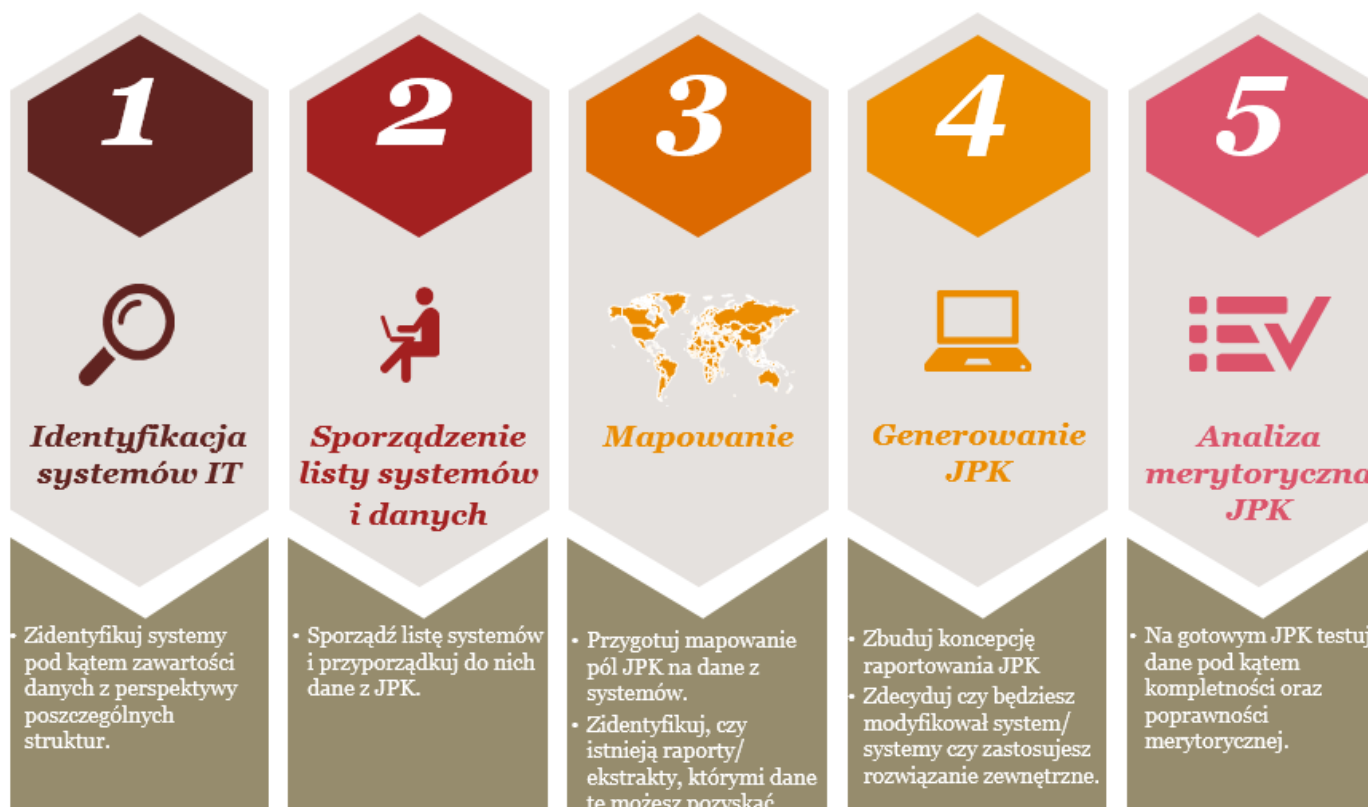 1
Identyfikacja
systemów IT
• Zidentyfikuj systemy
pod kątem zawartości
danych z perspektywy
poszczególnych
struktur.
2
Sporządzenie
listy systemów
i danych
• Sporządź listę systemów
i przyporządkuj do nich
dane z JPK.
3
Mapowanie
• Przygotuj mapowanie
pól JPK na dane z
systemów.
• Zidentyfikuj, czy
istnieją raporty/
ekstrakty, którymi dane
te możesz pozyskać
4
Generowanie
JPK
• Zbuduj koncepcję
raportowania JPK
• Zdecyduj czy będziesz
modyfikował system/
systemy czy zastosujesz
rozwiązanie zewnętrzne.
5
Analiza
merytoryczna
JPK
• Na gotowym JPK testuj
dane pod kątem
kompletności oraz
poprawności
merytorycznej.